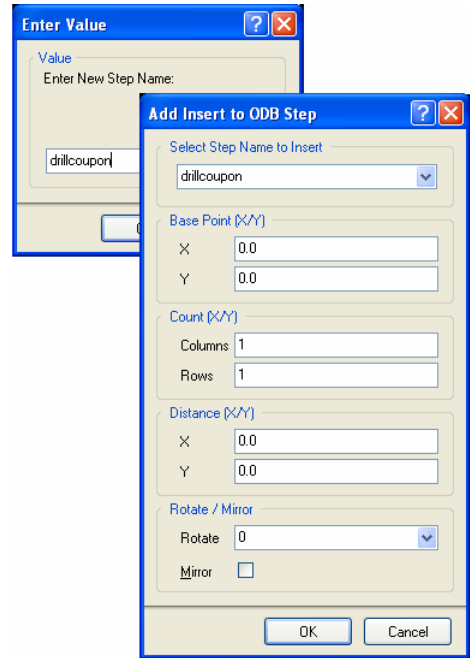 Enter Value
Value
Enter New Step Name:
drillcoupon
Add Insert to ODB Step
Select Step Name to Insert
drillcoupon
Base Point (X/Y)
X 0.0
Y 0.0
Count (X/Y)
Columns 1
Rows 1
Distance (X/Y)
X 0.0
Y 0.0
Rotate / Mirror
Rotate 0
Mirror
OK Cancel